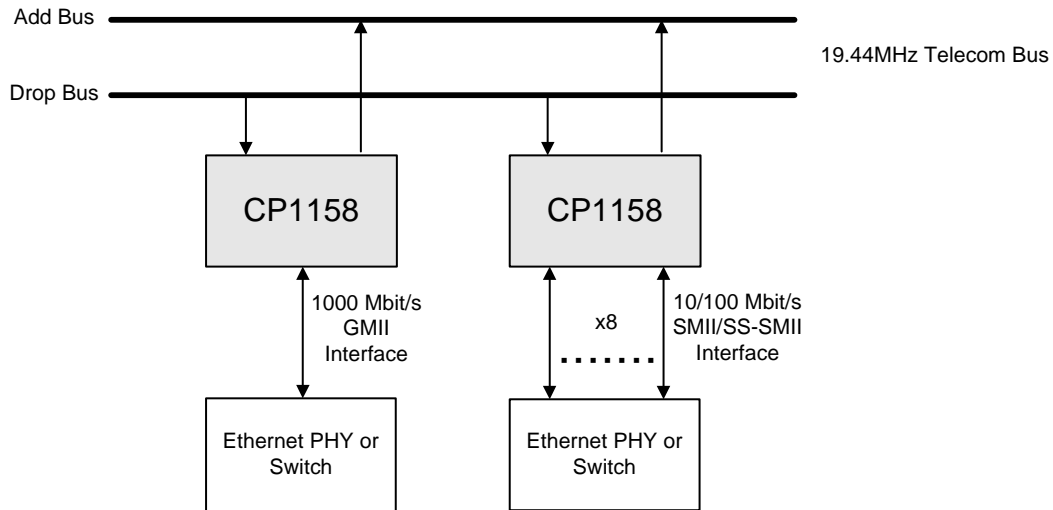 Add Bus
19.44MHz Telecom Bus
Drop Bus
CP1158
CP1158
1000 Mbit/s
GMII
Interface
x8
10/100 Mbit/s
SMII/SS-SMII
Interface
Ethernet PHY or
Switch
Ethernet PHY or
Switch